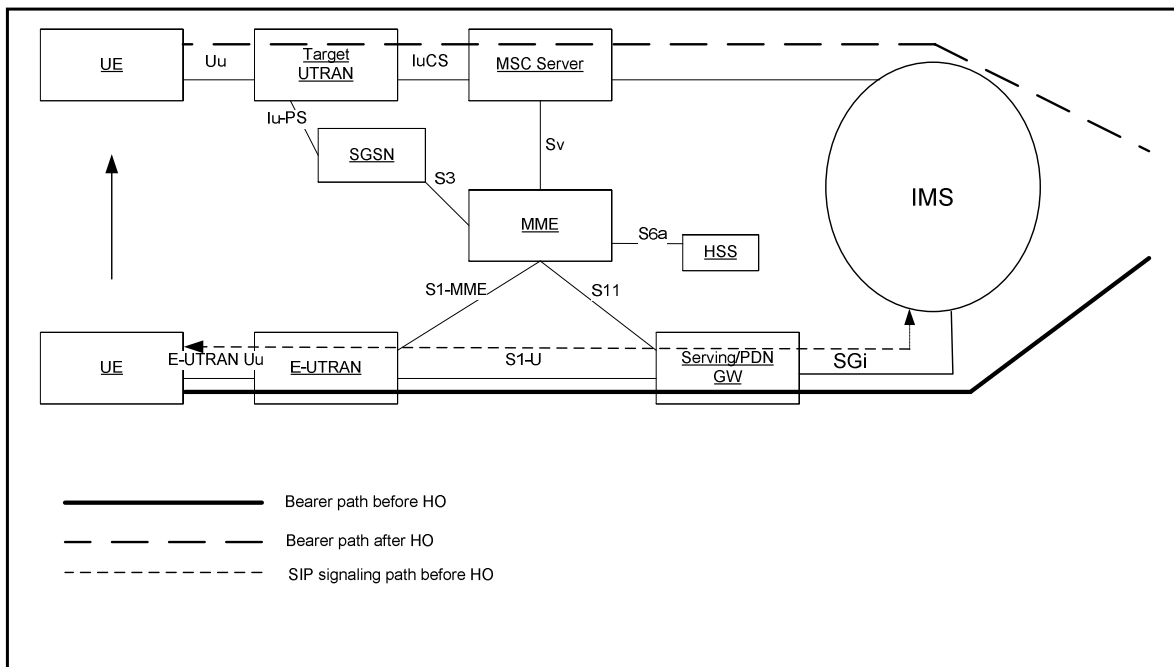 UE
Uu
Target
UTRAN
IuCS
MSC Server
Iu-PS
SGSN
S3
Sv
MME
S6a
HSS
IMS
S1-MME
S11
UE
E-UTRAN Uu
E-UTRAN
S1-U
Serving/PDN
GW
SGi
Bearer path before HO
Bearer path after HO
SIP signaling path before HO